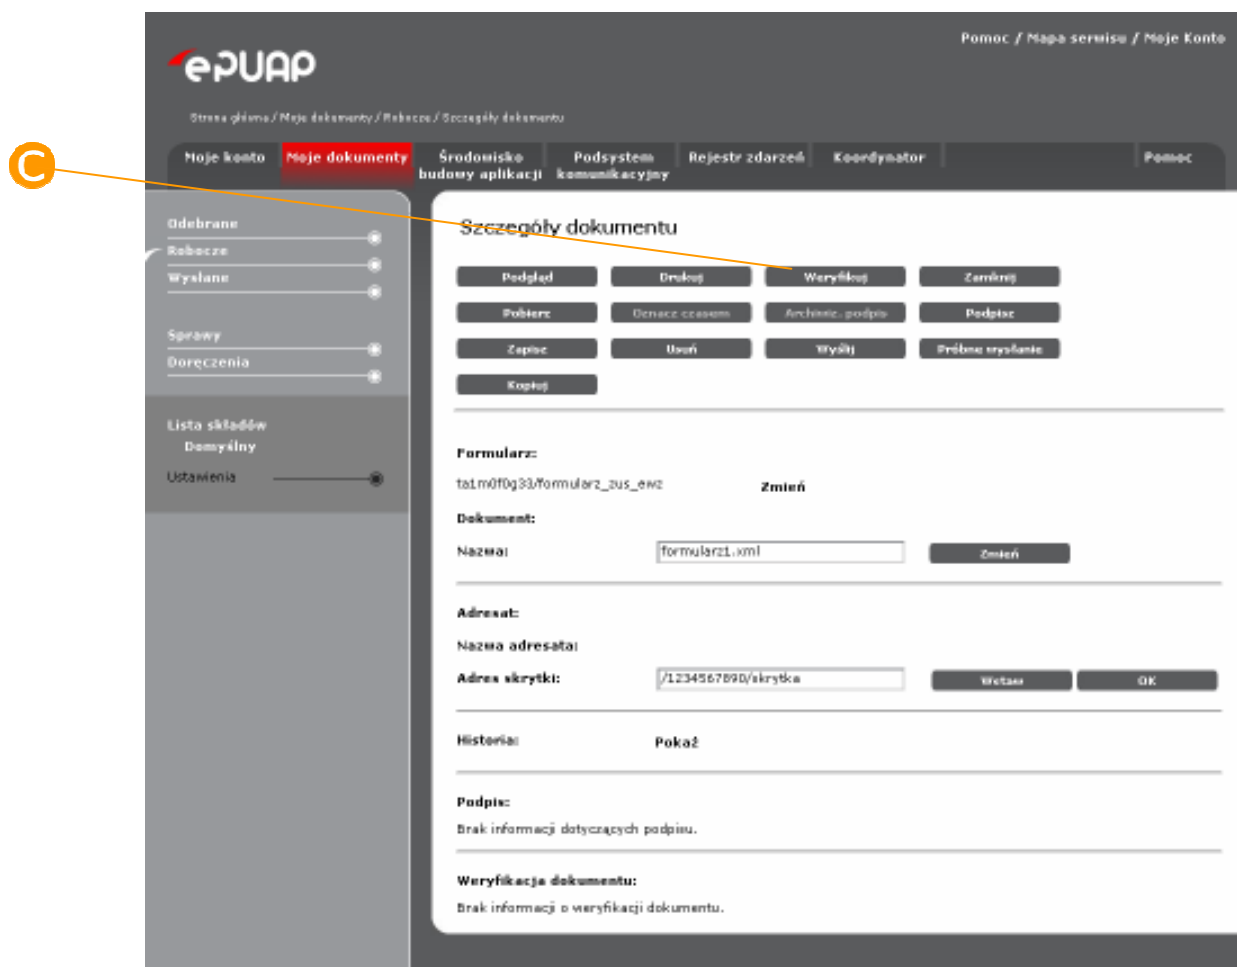 Pomoc / Mapa serwisu / Moje Konto
ePUAP
Strona główna / Moje dokumenty / Robocze / Szczegóły dokumentu
C
Moje konto Moje dokumenty Środowisko budowy aplikacji Podsystem komunikacyjny Rejestr zdarzeń Koordynator Pomoc
Odebrane
Robocze
Wysłane
Sprawy
Doręczenia
Lista składów
Domyślny
Ustawienia
Szczegóły dokumentu
Podgląd Drukuj Weryfikuj Zamknij
Pobierz Oznacz czasem Archiwiz. podpis Podpisz
Zapisz Usuń Wyślij Próbne wysłanie
Kopiuj
Formularz:
ta1m0f0g33/formularz_zus_ewz Zmień
Dokument:
Nazwa: formularz1.xml Zmień
Adresat:
Nazwa adresata:
Adres skrytki: /1234567890/skrytka Wstaw OK
Historia: Pokaż
Podpis:
Brak informacji dotyczących podpisu.
Weryfikacja dokumentu:
Brak informacji o weryfikacji dokumentu.